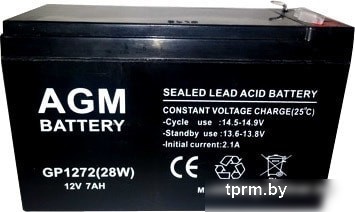 AGM
BATTERY
GP1272(28W)
12V 7AH
SEALED LEAD ACID BATTERY
CONSTANT VOLTAGE CHARGE(25℃)
-Cycle use :14.5-14.9V
-Standby use :13.6-13.8V
-Initial current:2.1A
tprm.by